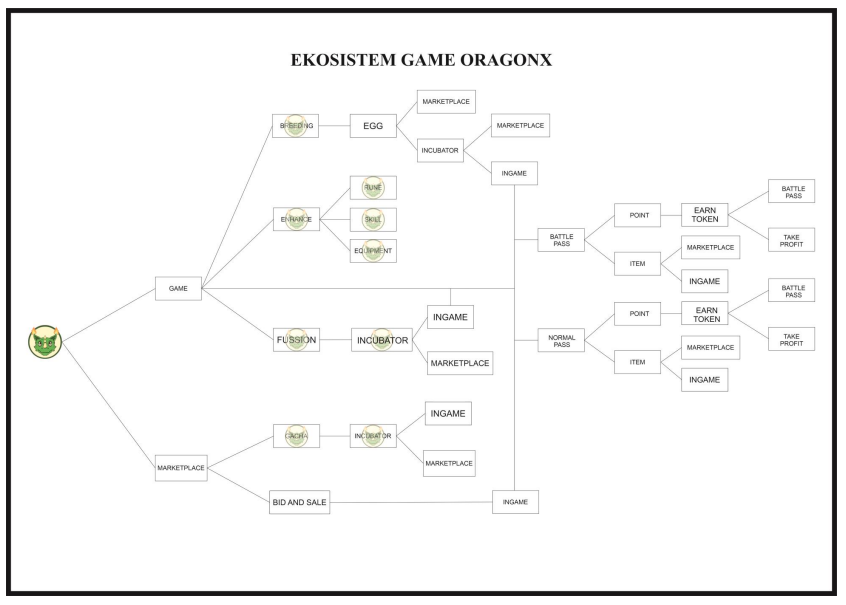 EKOSISTEM GAME ORAGONX
MARKETPLACE
BREEDING
EGG
MARKETPLACE
INCUBATOR
INGAME
RUNE
ENHANCE
SKILL
EQUIPMENT
BATTLE
PASS
POINT
EARN
TOKEN
BATTLE
PASS
TAKE
PROFIT
ITEM
MARKETPLACE
INGAME
GAME
INGAME
FUSSION
INCUBATOR
MARKETPLACE
NORMAL
PASS
POINT
EARN
TOKEN
BATTLE
PASS
TAKE
PROFIT
ITEM
MARKETPLACE
INGAME
MARKETPLACE
GACHA
INCUBATOR
INGAME
MARKETPLACE
BID AND SALE
INGAME